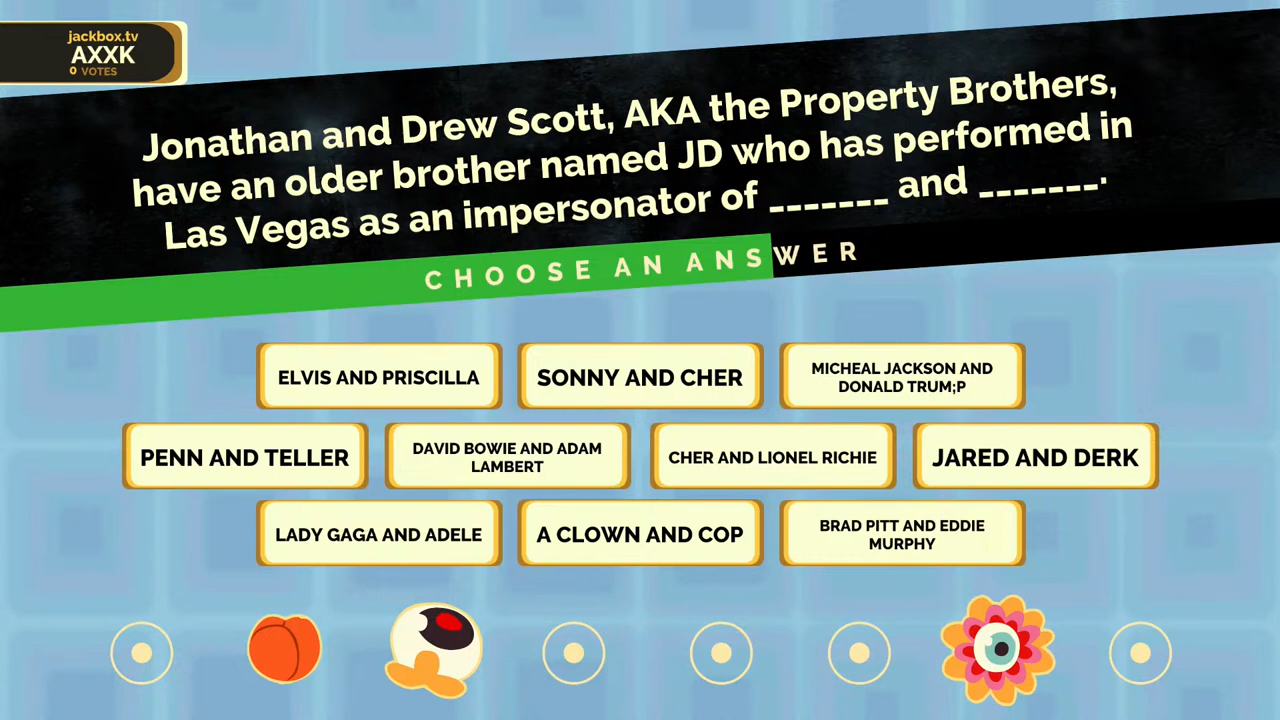 jackbox.tv
AXXK
0 VOTES
Jonathan and Drew Scott, AKA the Property Brothers,
have an older brother named JD who has performed in
Las Vegas as an impersonator of _______ and _______.
CHOOSE AN ANSWER
ELVIS AND PRISCILLA
SONNY AND CHER
MICHEAL JACKSON AND
DONALD TRUM;P
PENN AND TELLER
DAVID BOWIE AND ADAM
LAMBERT
CHER AND LIONEL RICHIE
JARED AND DERK
LADY GAGA AND ADELE
A CLOWN AND COP
BRAD PITT AND EDDIE
MURPHY